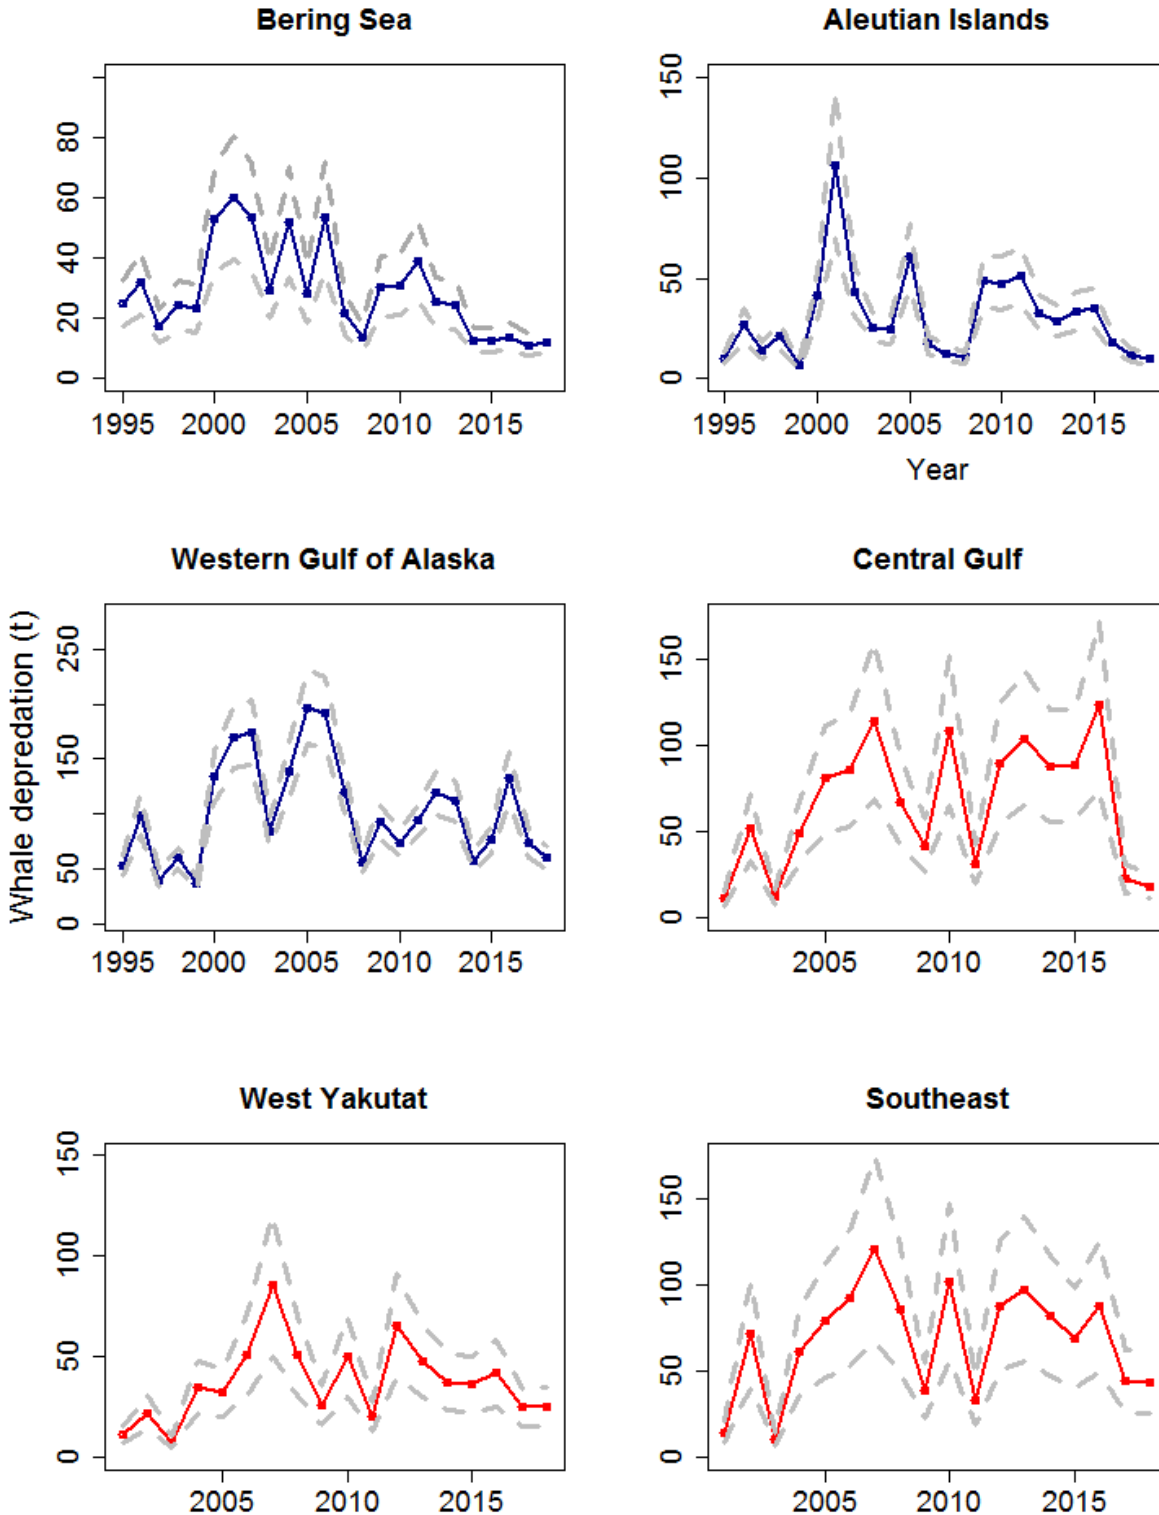 Bering Sea
0 20 40 60 80
1995 2000 2005 2010 2015
Aleutian Islands
0 50 100 150
1995 2000 2005 2010 2015
Year
Whale depredation (t)
Western Gulf of Alaska
0 50 150 250
1995 2000 2005 2010 2015
Central Gulf
0 50 100 150
2005 2010 2015
West Yakutat
0 50 100 150
2005 2010 2015
Southeast
0 50 100 150
2005 2010 2015